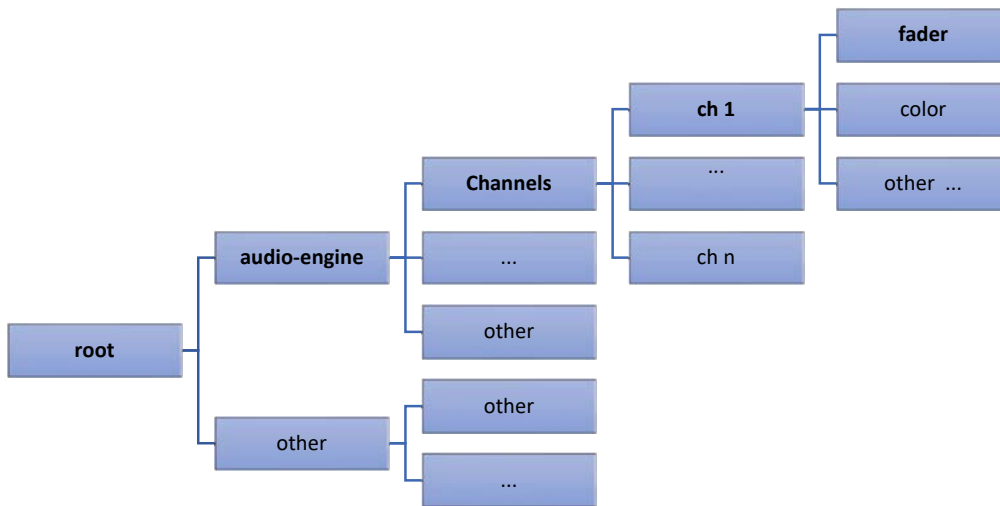 fader
ch 1
color
...
Channels
other ...
audio-engine
ch n
...
other
root
other
other
...